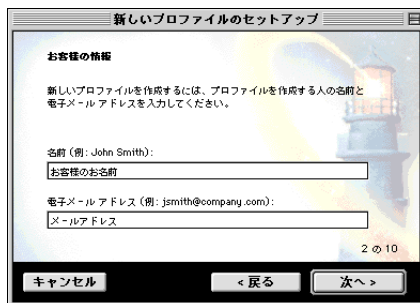 新しいプロファイルのセットアップ
お客様の情報
新しいプロファイルを作成するには、プロファイルを作成する人の名前と
電子メール アドレスを入力してください。
名前 (例: John Smith):
お客様のお名前
電子メール アドレス (例: jsmith@company.com):
メールアドレス
2 の 10
キャンセル
< 戻る
次へ >